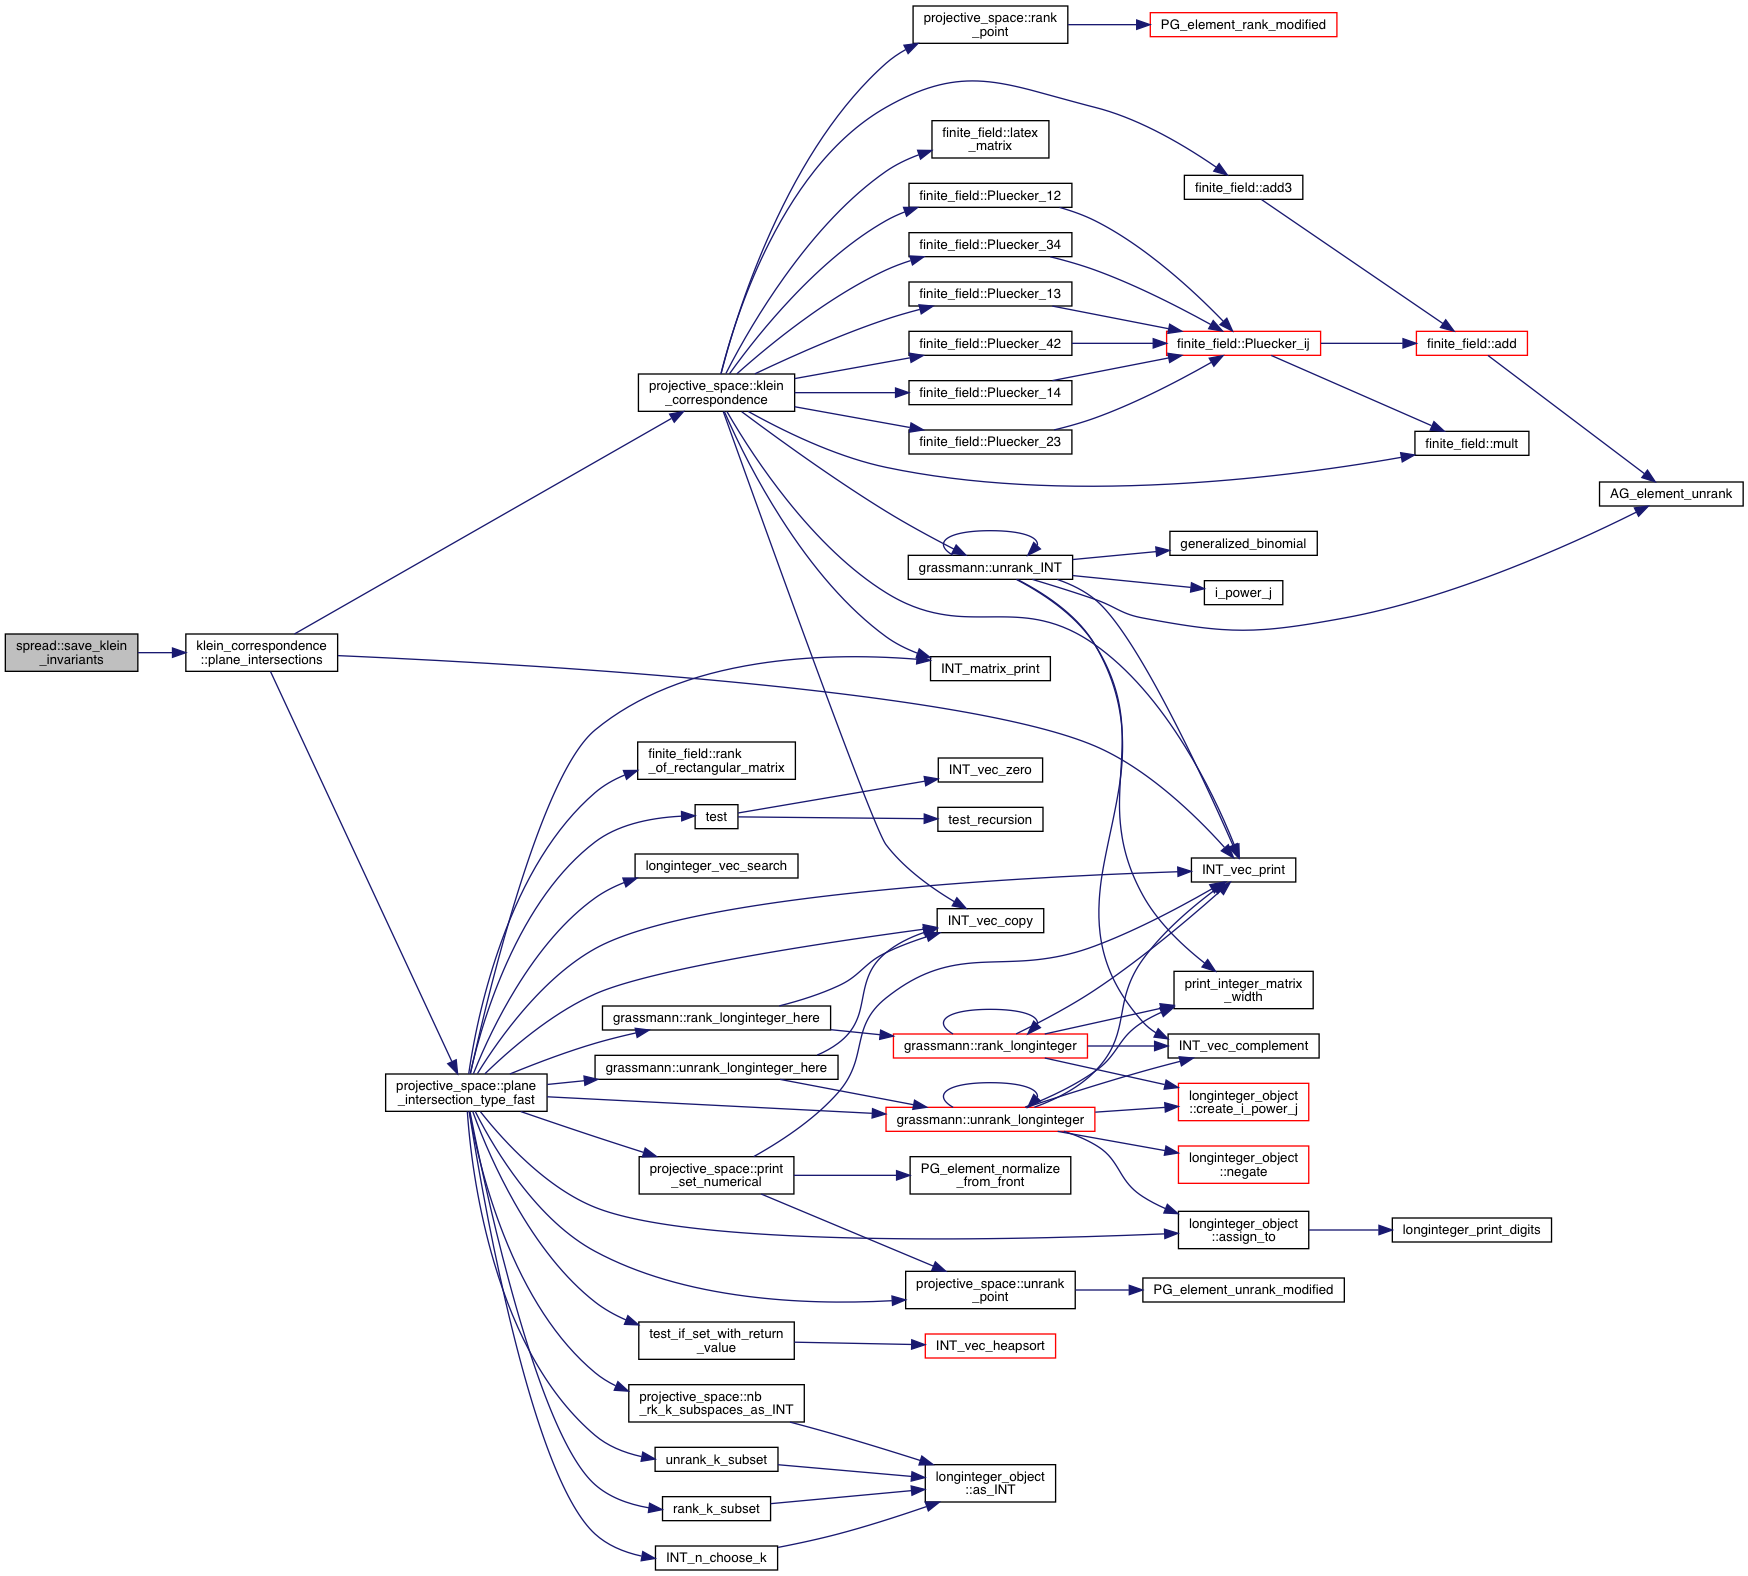 projective_space::rank
_point
PG_element_rank_modified
finite_field::latex
_matrix
finite_field::add3
finite_field::Pluecker_12
finite_field::Pluecker_34
finite_field::Pluecker_13
finite_field::Pluecker_42
finite_field::Pluecker_ij
finite_field::add
projective_space::klein
_correspondence
finite_field::Pluecker_14
finite_field::Pluecker_23
finite_field::mult
AG_element_unrank
generalized_binomial
grassmann::unrank_INT
i_power_j
spread::save_klein
_invariants
klein_correspondence
::plane_intersections
INT_matrix_print
finite_field::rank
_of_rectangular_matrix
INT_vec_zero
test
test_recursion
longinteger_vec_search
INT_vec_print
INT_vec_copy
print_integer_matrix
_width
grassmann::rank_longinteger_here
grassmann::rank_longinteger
INT_vec_complement
grassmann::unrank_longinteger_here
projective_space::plane
_intersection_type_fast
longinteger_object
::create_i_power_j
grassmann::unrank_longinteger
projective_space::print
_set_numerical
PG_element_normalize
_from_front
longinteger_object
::negate
longinteger_object
::assign_to
longinteger_print_digits
projective_space::unrank
_point
PG_element_unrank_modified
test_if_set_with_return
_value
INT_vec_heapsort
projective_space::nb
_rk_k_subspaces_as_INT
unrank_k_subset
longinteger_object
::as_INT
rank_k_subset
INT_n_choose_k